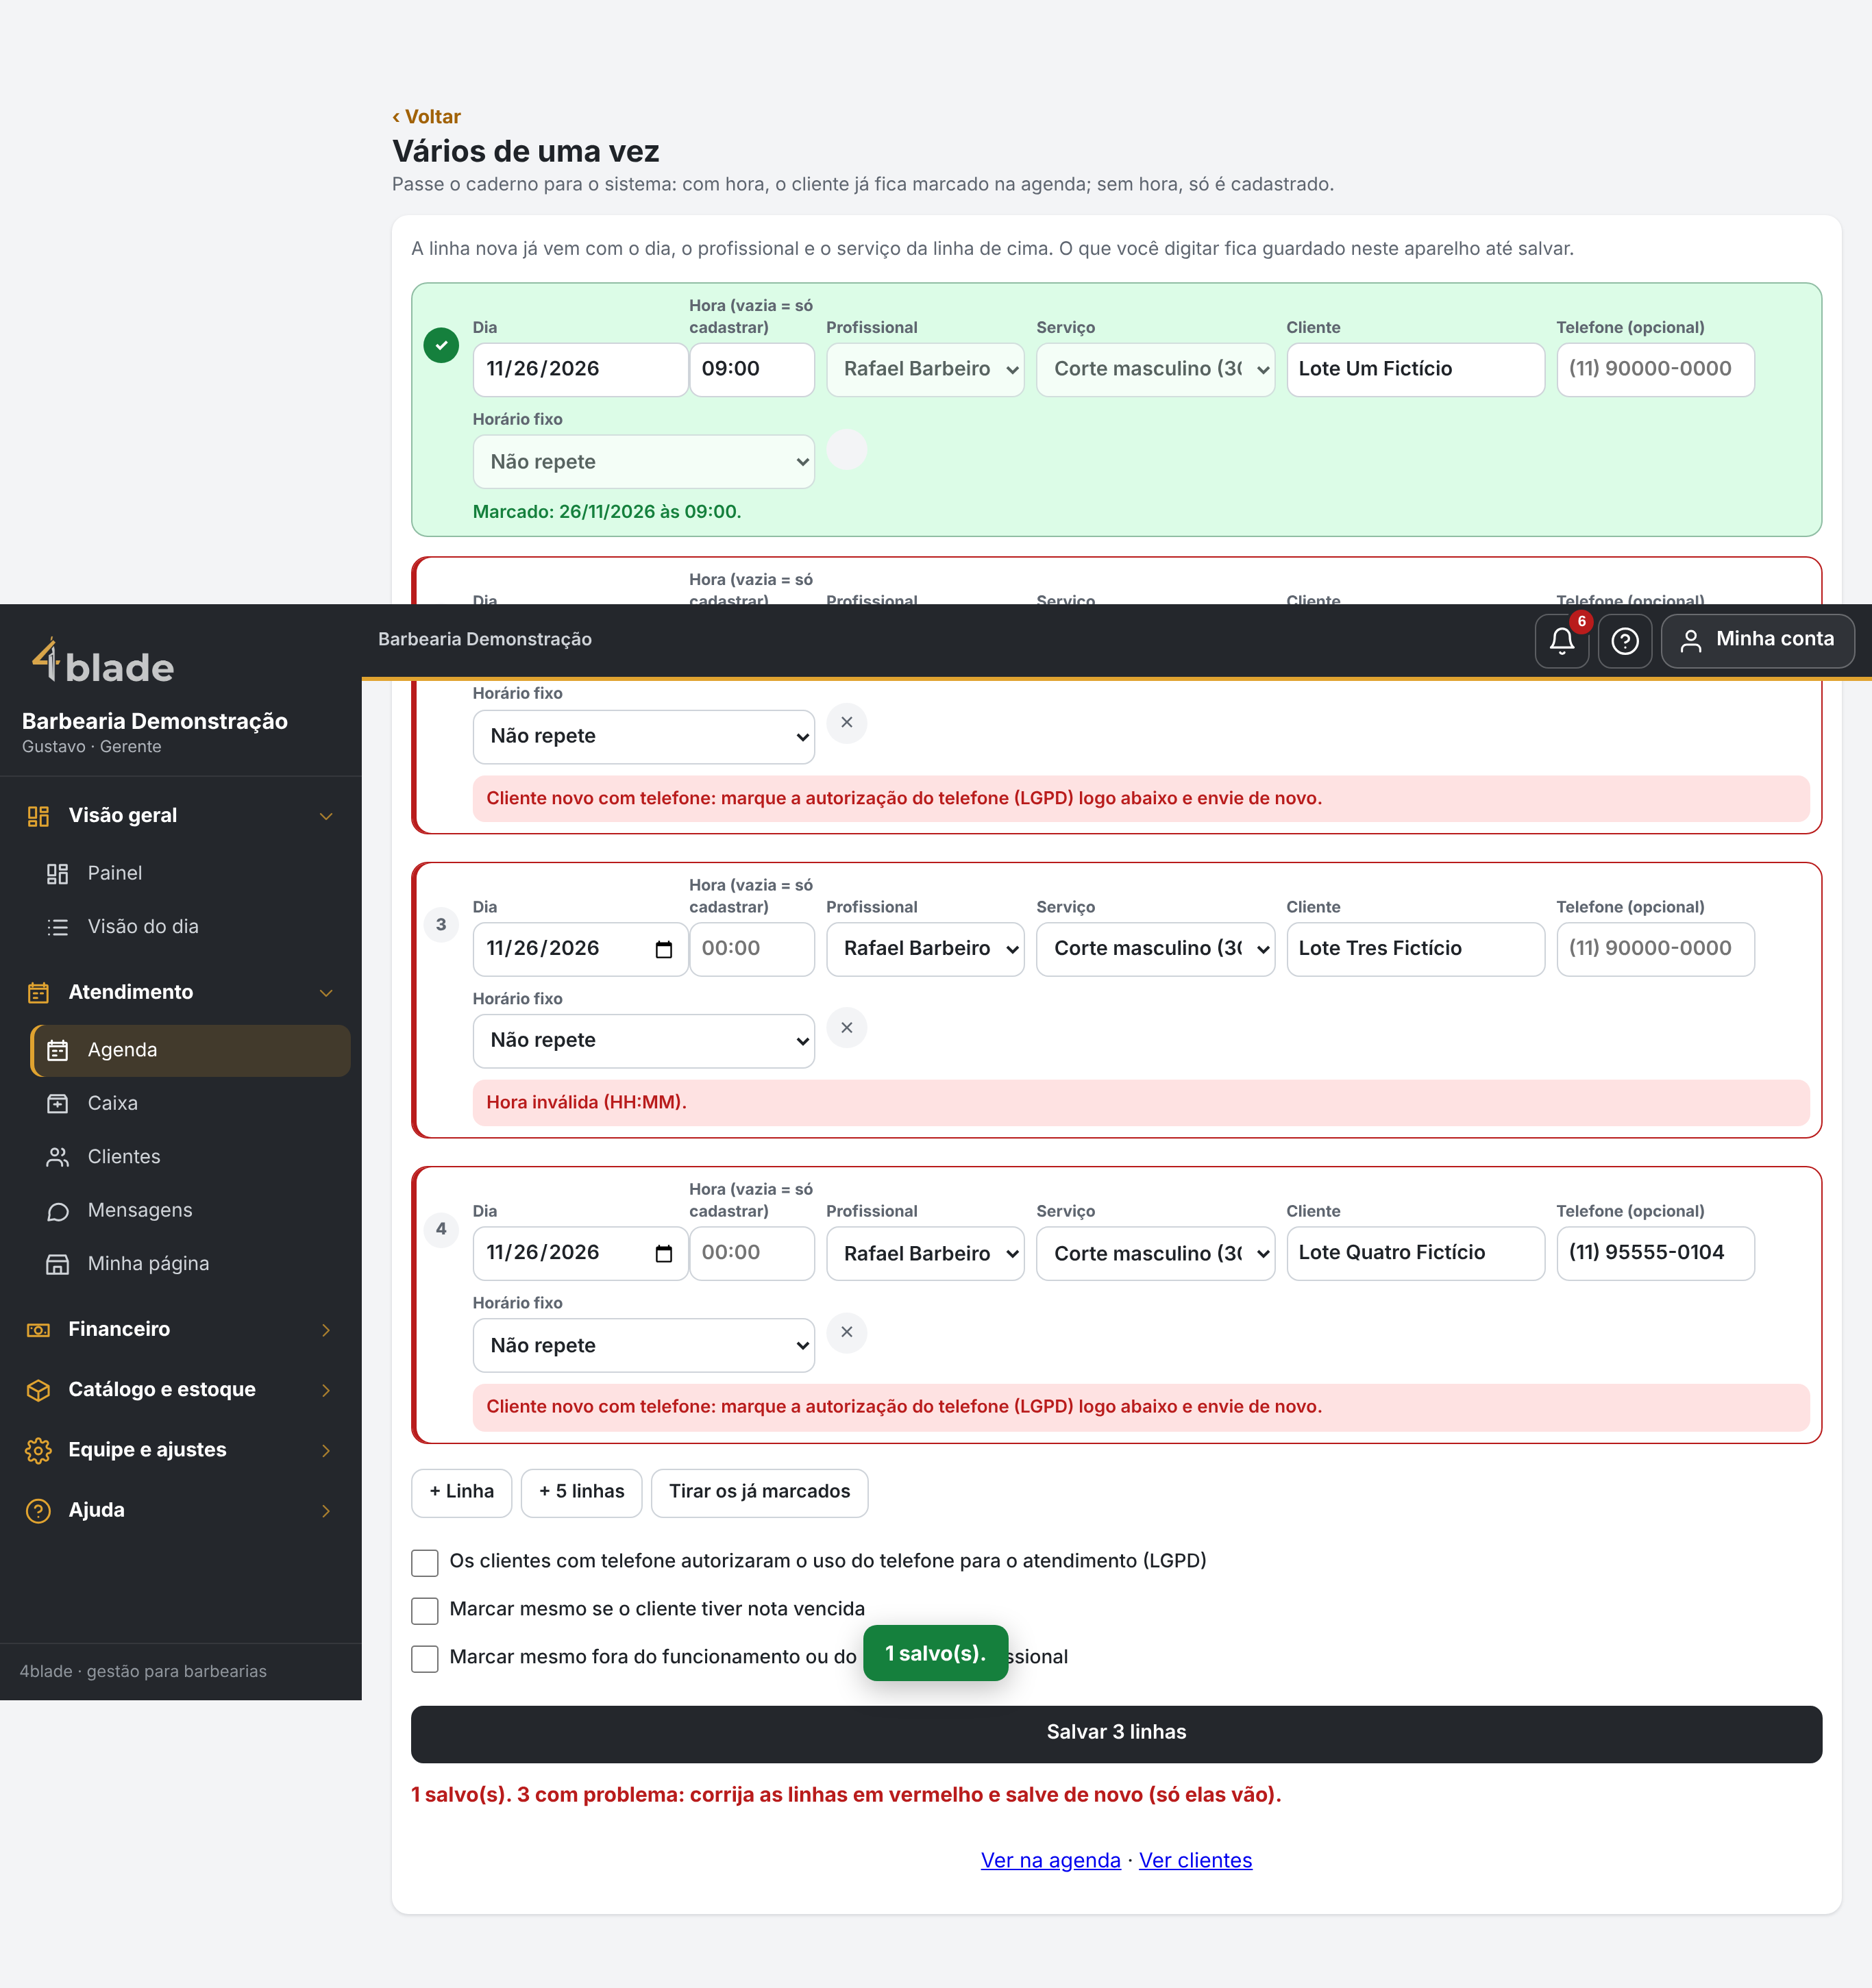 ‹ Voltar
Vários de uma vez
Passe o caderno para o sistema: com hora, o cliente já fica marcado na agenda; sem hora, só é cadastrado.
A linha nova já vem com o dia, o profissional e o serviço da linha de cima. O que você digitar fica guardado neste aparelho até salvar.
Dia
Hora (vazia = só cadastrar)
Profissional
Serviço
Cliente
Telefone (opcional)
11/26/2026
09:00
Rafael Barbeiro
Corte masculino (30
Lote Um Fictício
(11) 90000-0000
Horário fixo
Não repete
Marcado: 26/11/2026 às 09:00.
Dia
Hora (vazia = só cadastrar)
Profissional
Serviço
Cliente
Telefone (opcional)
4blade
Barbearia Demonstração
6
Minha conta
Barbearia Demonstração
Gustavo · Gerente
Visão geral
Painel
Visão do dia
Atendimento
Agenda
Caixa
Clientes
Mensagens
Minha página
Financeiro
Catálogo e estoque
Equipe e ajustes
Ajuda
4blade · gestão para barbearias
Horário fixo
Não repete
Cliente novo com telefone: marque a autorização do telefone (LGPD) logo abaixo e envie de novo.
3
Dia
Hora (vazia = só cadastrar)
Profissional
Serviço
Cliente
Telefone (opcional)
11/26/2026
00:00
Rafael Barbeiro
Corte masculino (30
Lote Tres Fictício
(11) 90000-0000
Horário fixo
Não repete
Hora inválida (HH:MM).
4
Dia
Hora (vazia = só cadastrar)
Profissional
Serviço
Cliente
Telefone (opcional)
11/26/2026
00:00
Rafael Barbeiro
Corte masculino (30
Lote Quatro Fictício
(11) 95555-0104
Horário fixo
Não repete
Cliente novo com telefone: marque a autorização do telefone (LGPD) logo abaixo e envie de novo.
+ Linha
+ 5 linhas
Tirar os já marcados
Os clientes com telefone autorizaram o uso do telefone para o atendimento (LGPD)
Marcar mesmo se o cliente tiver nota vencida
Marcar mesmo fora do funcionamento ou do
ssional
1 salvo(s).
Salvar 3 linhas
1 salvo(s). 3 com problema: corrija as linhas em vermelho e salve de novo (só elas vão).
Ver na agenda · Ver clientes